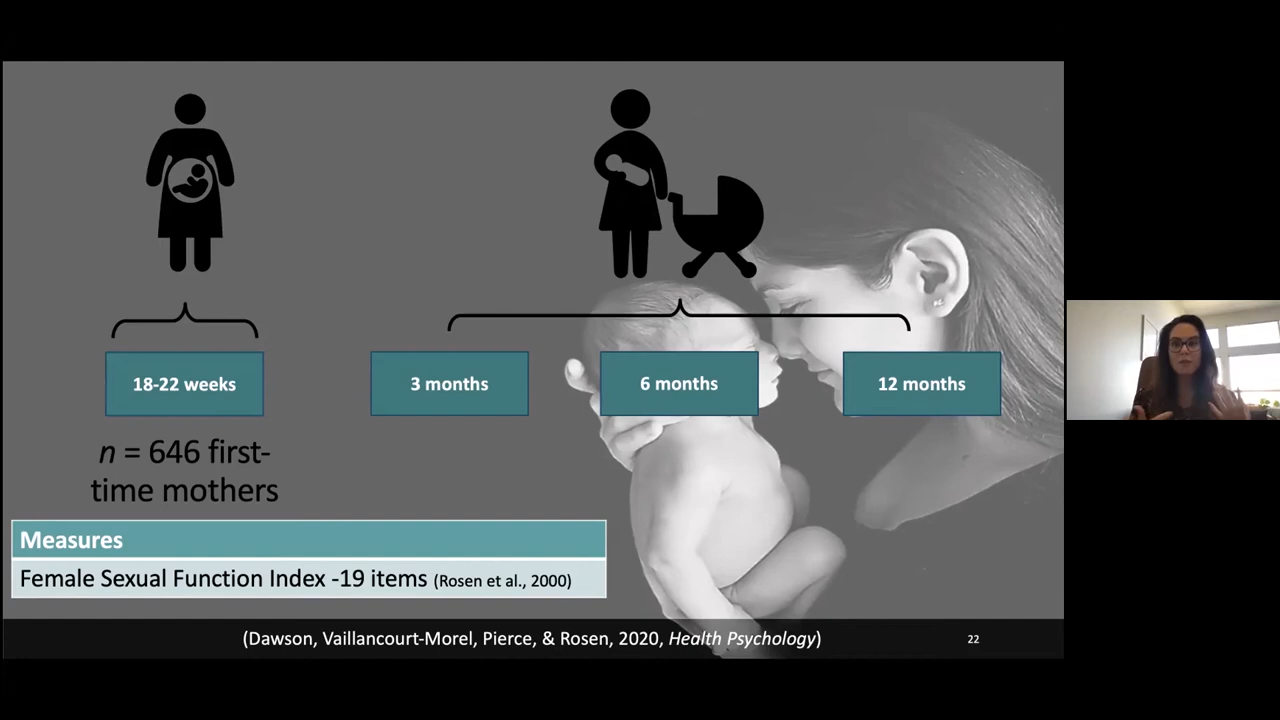 18-22 weeks
3 months
6 months
12 months
n = 646 first-
time mothers
Measures
Female Sexual Function Index -19 items (Rosen et al., 2000)
(Dawson, Vaillancourt-Morel, Pierce, & Rosen, 2020, Health Psychology)
22